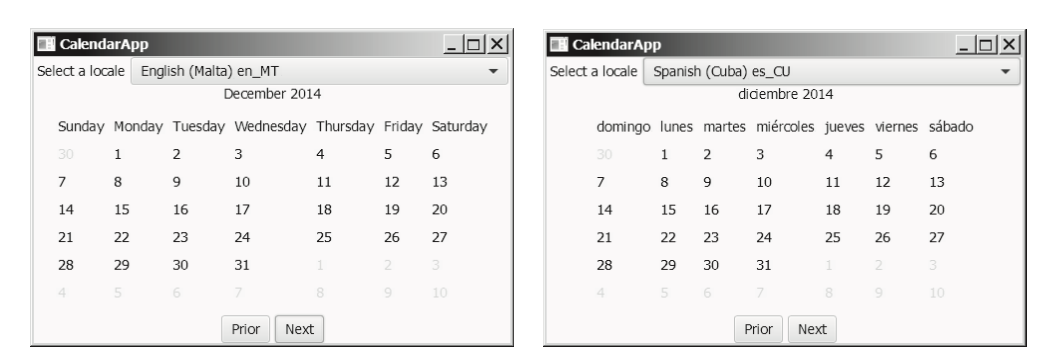 CalendarApp
Select a locale English (Malta) en_MT
December 2014
Sunday Monday Tuesday Wednesday Thursday Friday Saturday
30 1 2 3 4 5 6
7 8 9 10 11 12 13
14 15 16 17 18 19 20
21 22 23 24 25 26 27
28 29 30 31 1 2 3
4 5 6 7 8 9 10
Prior Next
CalendarApp
Select a locale Spanish (Cuba) es_CU
diciembre 2014
domingo lunes martes miércoles jueves viernes sábado
30 1 2 3 4 5 6
7 8 9 10 11 12 13
14 15 16 17 18 19 20
21 22 23 24 25 26 27
28 29 30 31 1 2 3
4 5 6 7 8 9 10
Prior Next